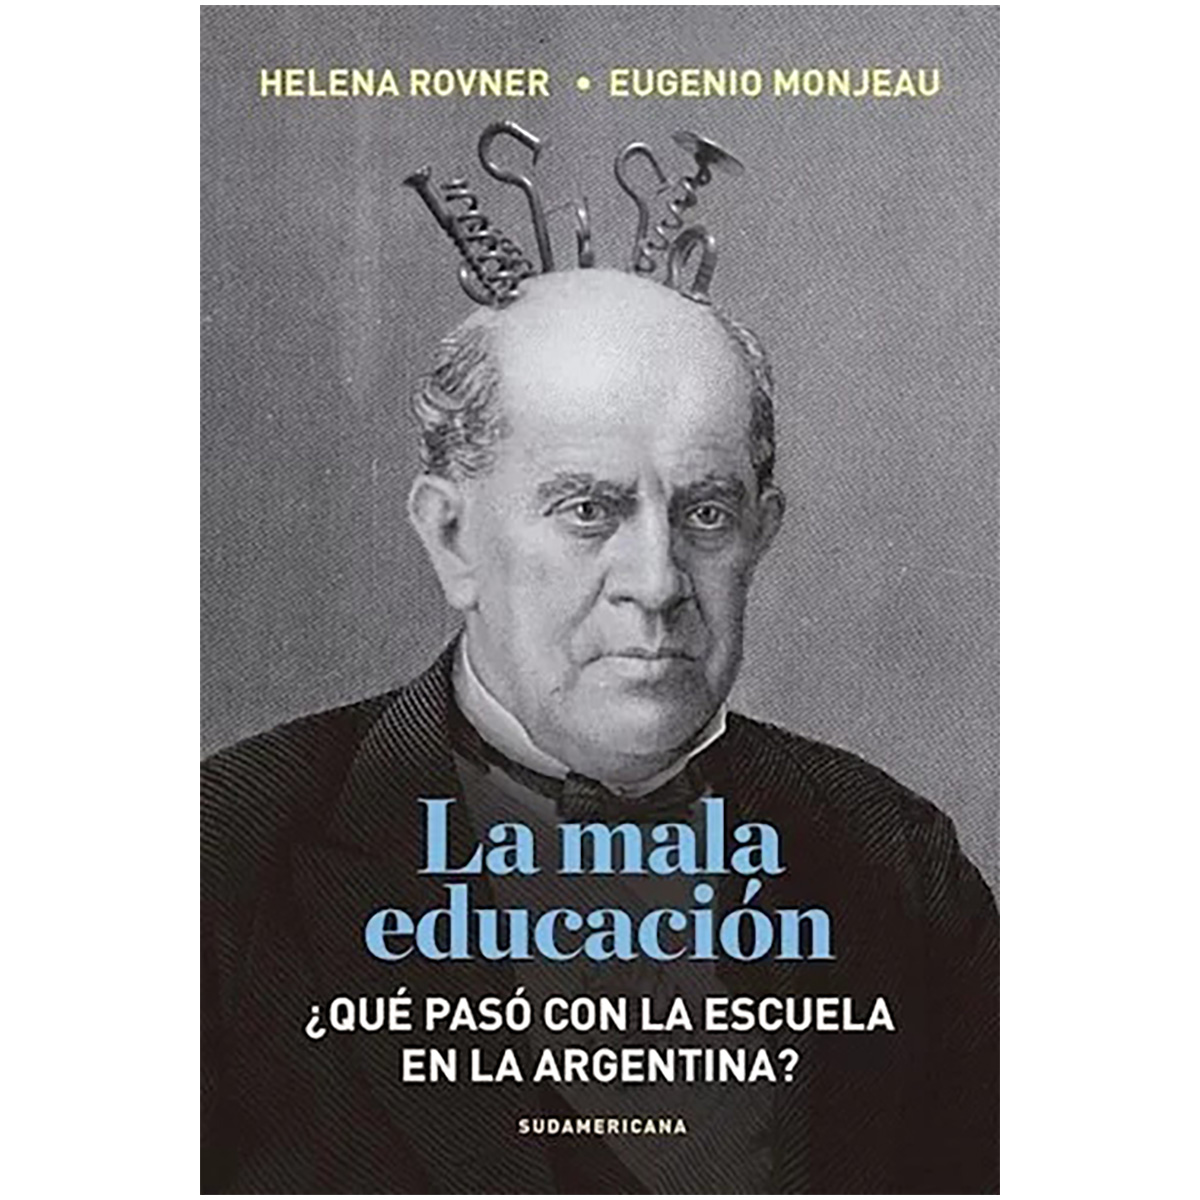 HELENA ROVNER • EUGENIO MONJEAU
La mala
educación
¿QUÉ PASÓ CON LA ESCUELA
EN LA ARGENTINA?
SUDAMERICANA